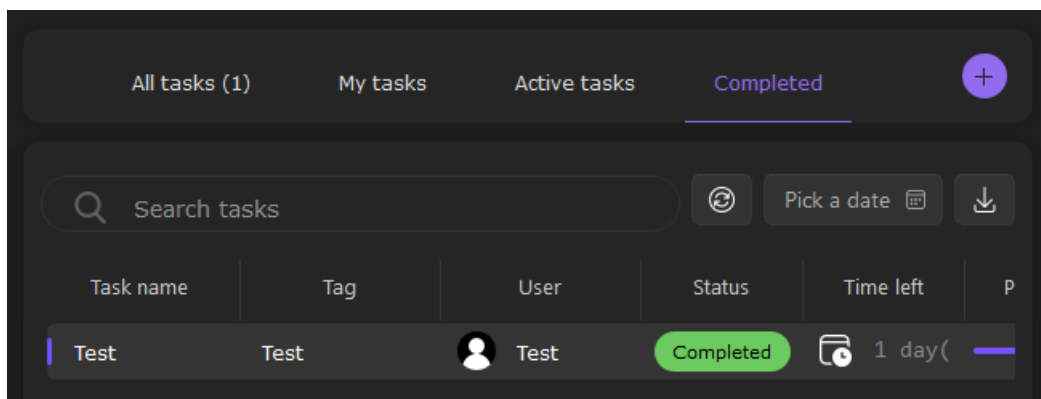 All tasks (1) My tasks Active tasks Completed
Search tasks Pick a date
Task name Tag User Status Time left P
Test Test Test Completed 1 day(